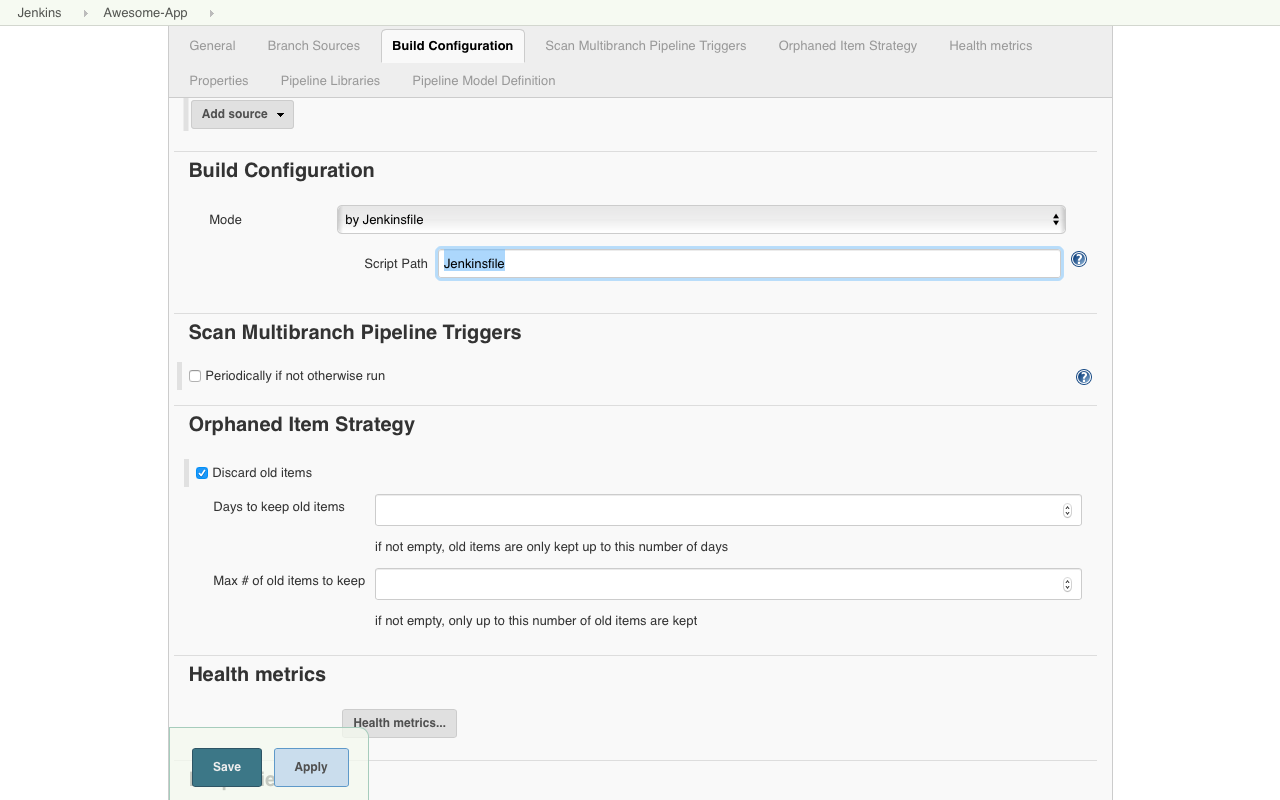 Jenkins Awesome-App
General Branch Sources Build Configuration Scan Multibranch Pipeline Triggers Orphaned Item Strategy Health metrics
Properties Pipeline Libraries Pipeline Model Definition
Add source
Build Configuration
Mode by Jenkinsfile
Script Path Jenkinsfile
Scan Multibranch Pipeline Triggers
Periodically if not otherwise run
Orphaned Item Strategy
Discard old items
Days to keep old items
if not empty, old items are only kept up to this number of days
Max # of old items to keep
if not empty, only up to this number of old items are kept
Health metrics
Health metrics...
Save Apply